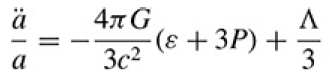 ä/a = −4πG/3c²(ε + 3P) + Λ/3